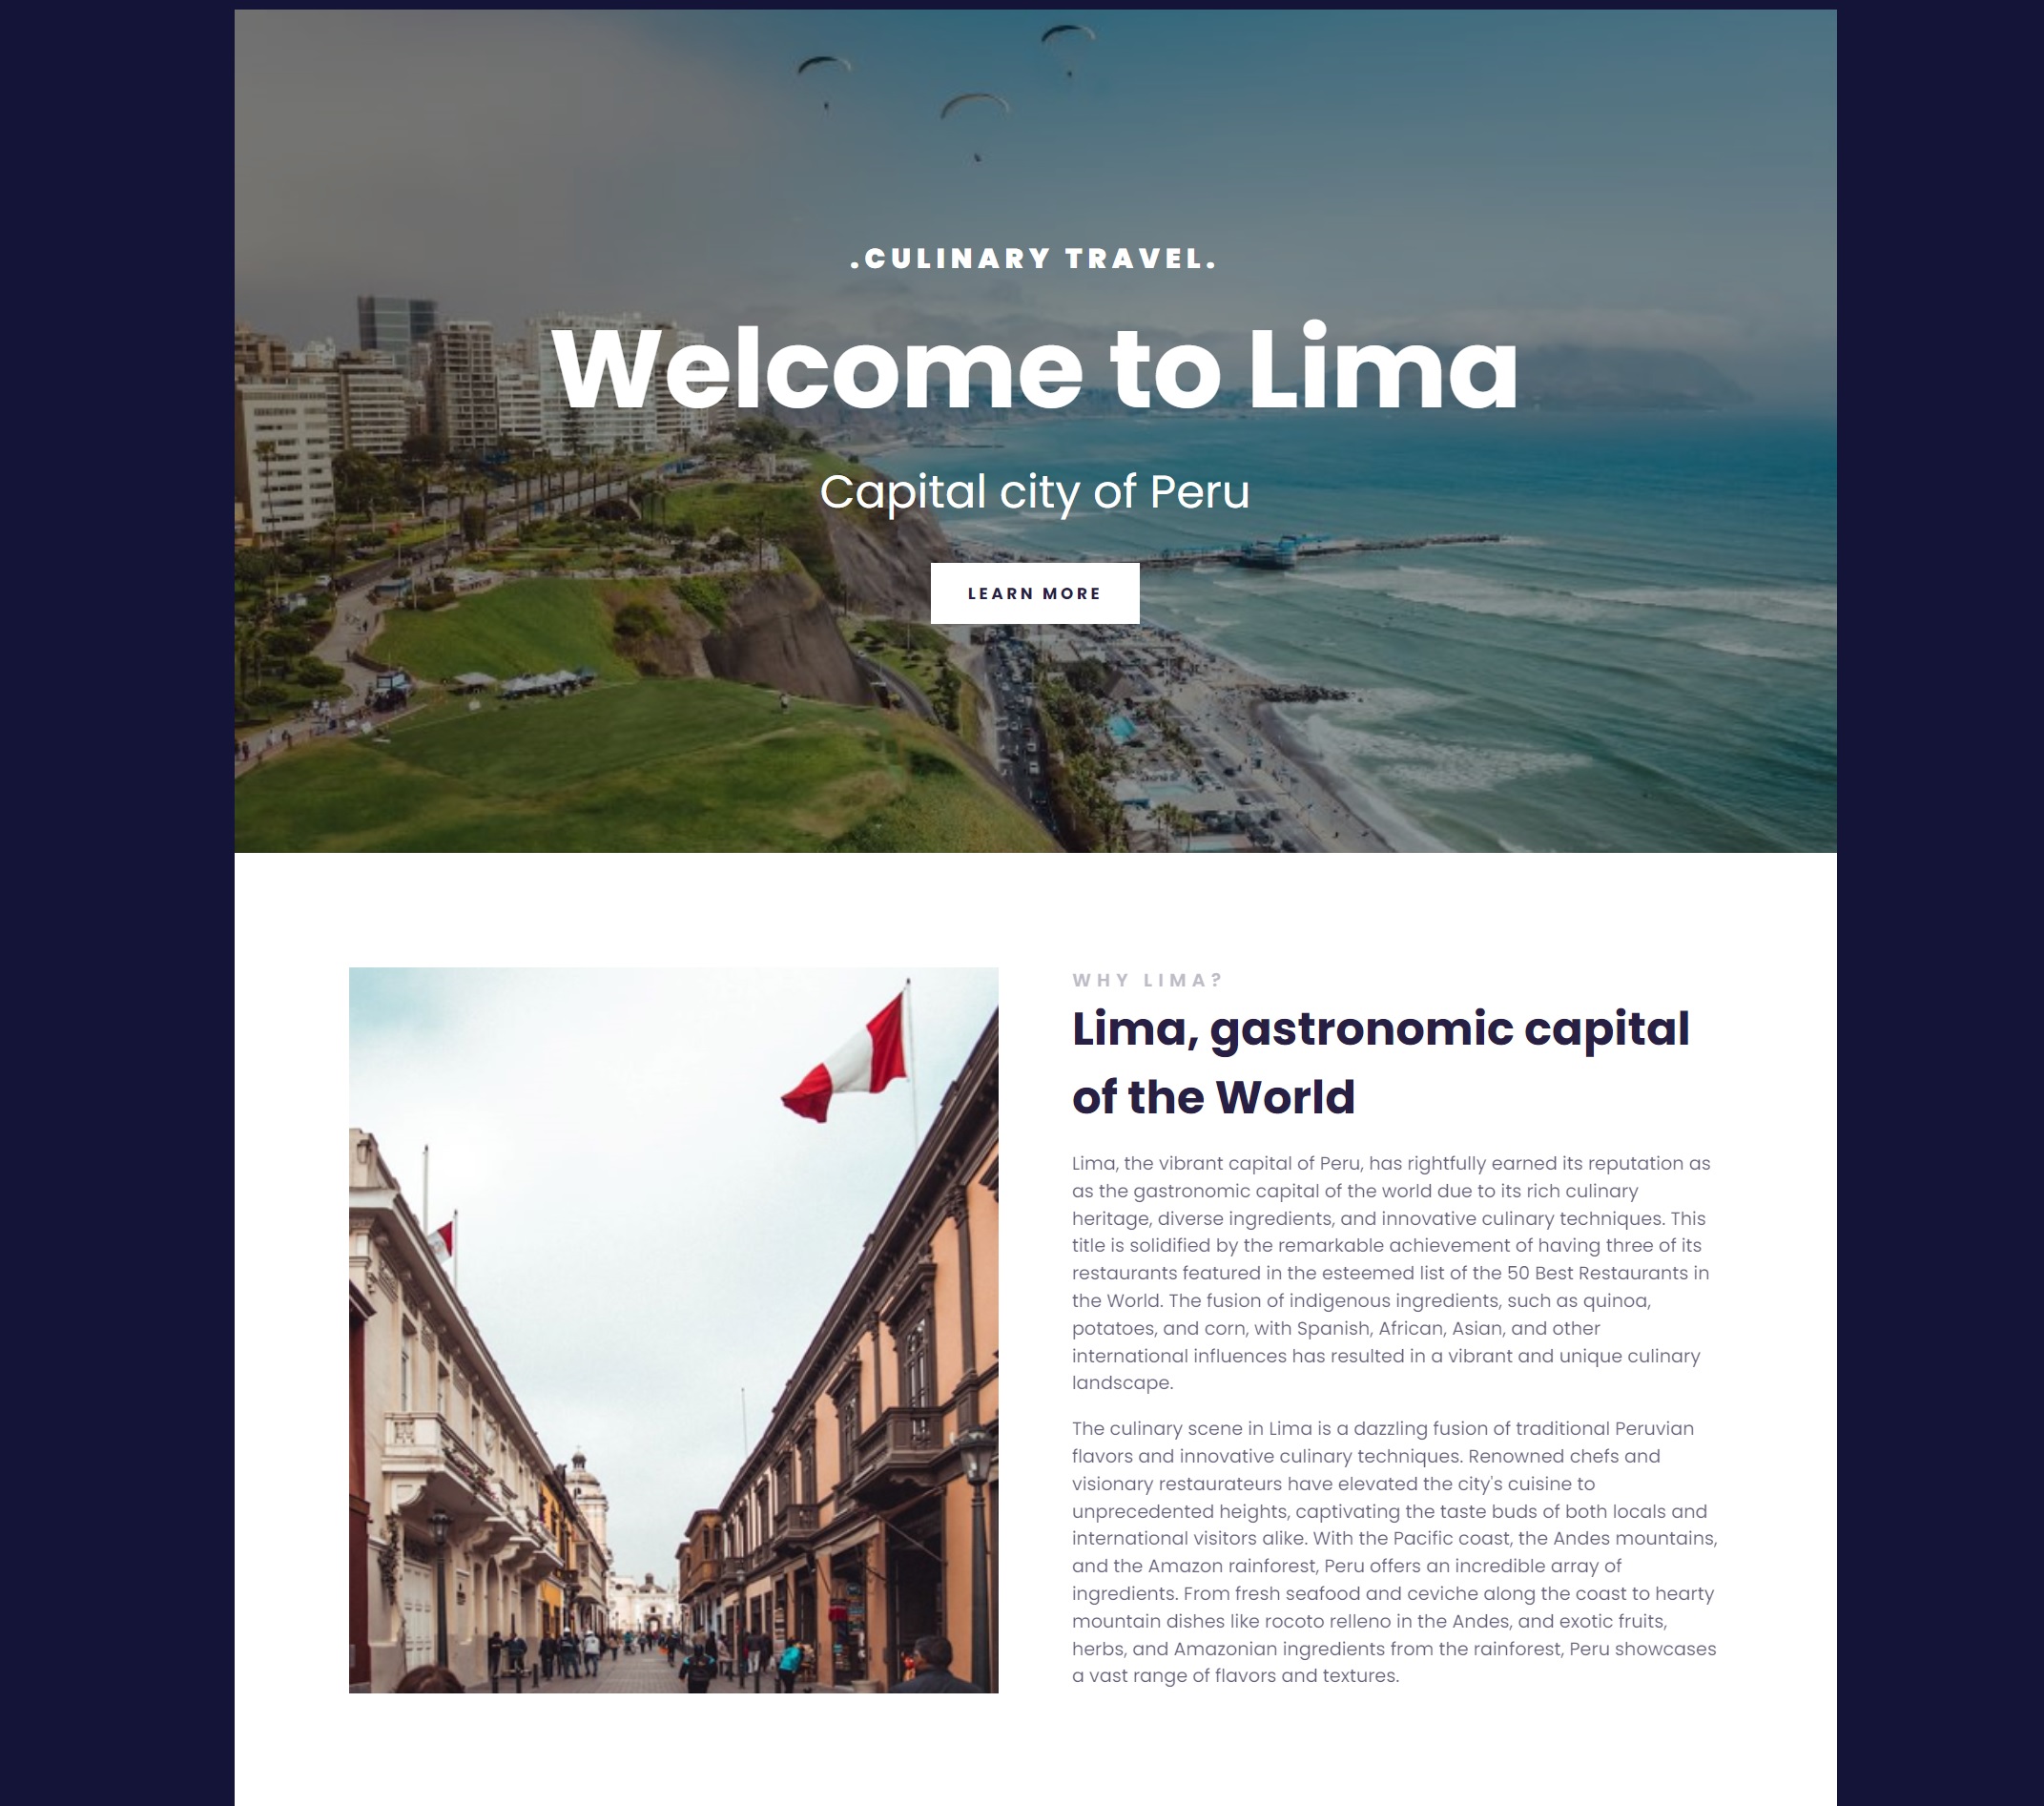 .CULINARY TRAVEL.
Welcome to Lima
Capital city of Peru
LEARN MORE
WHY LIMA?
Lima, gastronomic capital
of the World
Lima, the vibrant capital of Peru, has rightfully earned its reputation as
as the gastronomic capital of the world due to its rich culinary
heritage, diverse ingredients, and innovative culinary techniques. This
title is solidified by the remarkable achievement of having three of its
restaurants featured in the esteemed list of the 50 Best Restaurants in
the World. The fusion of indigenous ingredients, such as quinoa,
potatoes, and corn, with Spanish, African, Asian, and other
international influences has resulted in a vibrant and unique culinary
landscape.
The culinary scene in Lima is a dazzling fusion of traditional Peruvian
flavors and innovative culinary techniques. Renowned chefs and
visionary restaurateurs have elevated the city's cuisine to
unprecedented heights, captivating the taste buds of both locals and
international visitors alike. With the Pacific coast, the Andes mountains,
and the Amazon rainforest, Peru offers an incredible array of
ingredients. From fresh seafood and ceviche along the coast to hearty
mountain dishes like rocoto relleno in the Andes, and exotic fruits,
herbs, and Amazonian ingredients from the rainforest, Peru showcases
a vast range of flavors and textures.